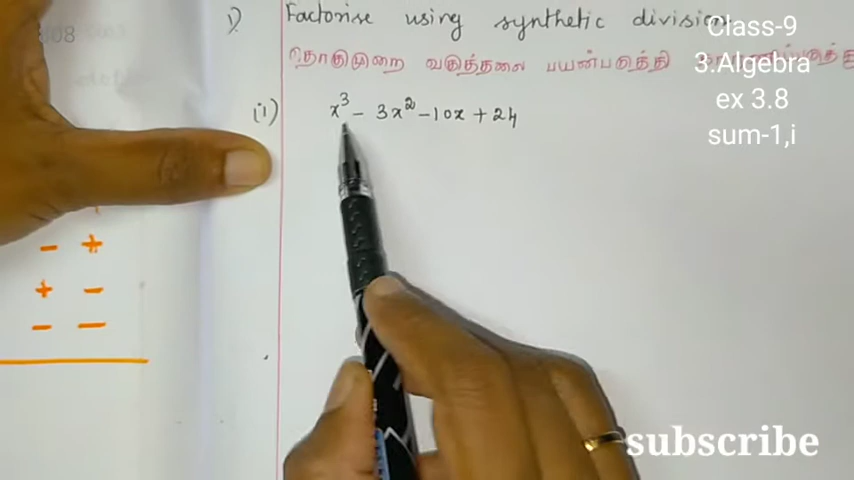 1) Factorise using synthetic division
தொகுமுறை வகுத்தலை பயன்படுத்தி
(i) x³ - 3x² - 10x + 24
Class-9
3.Algebra
ex 3.8
sum-1,i
- +
+ -
- -
subscribe